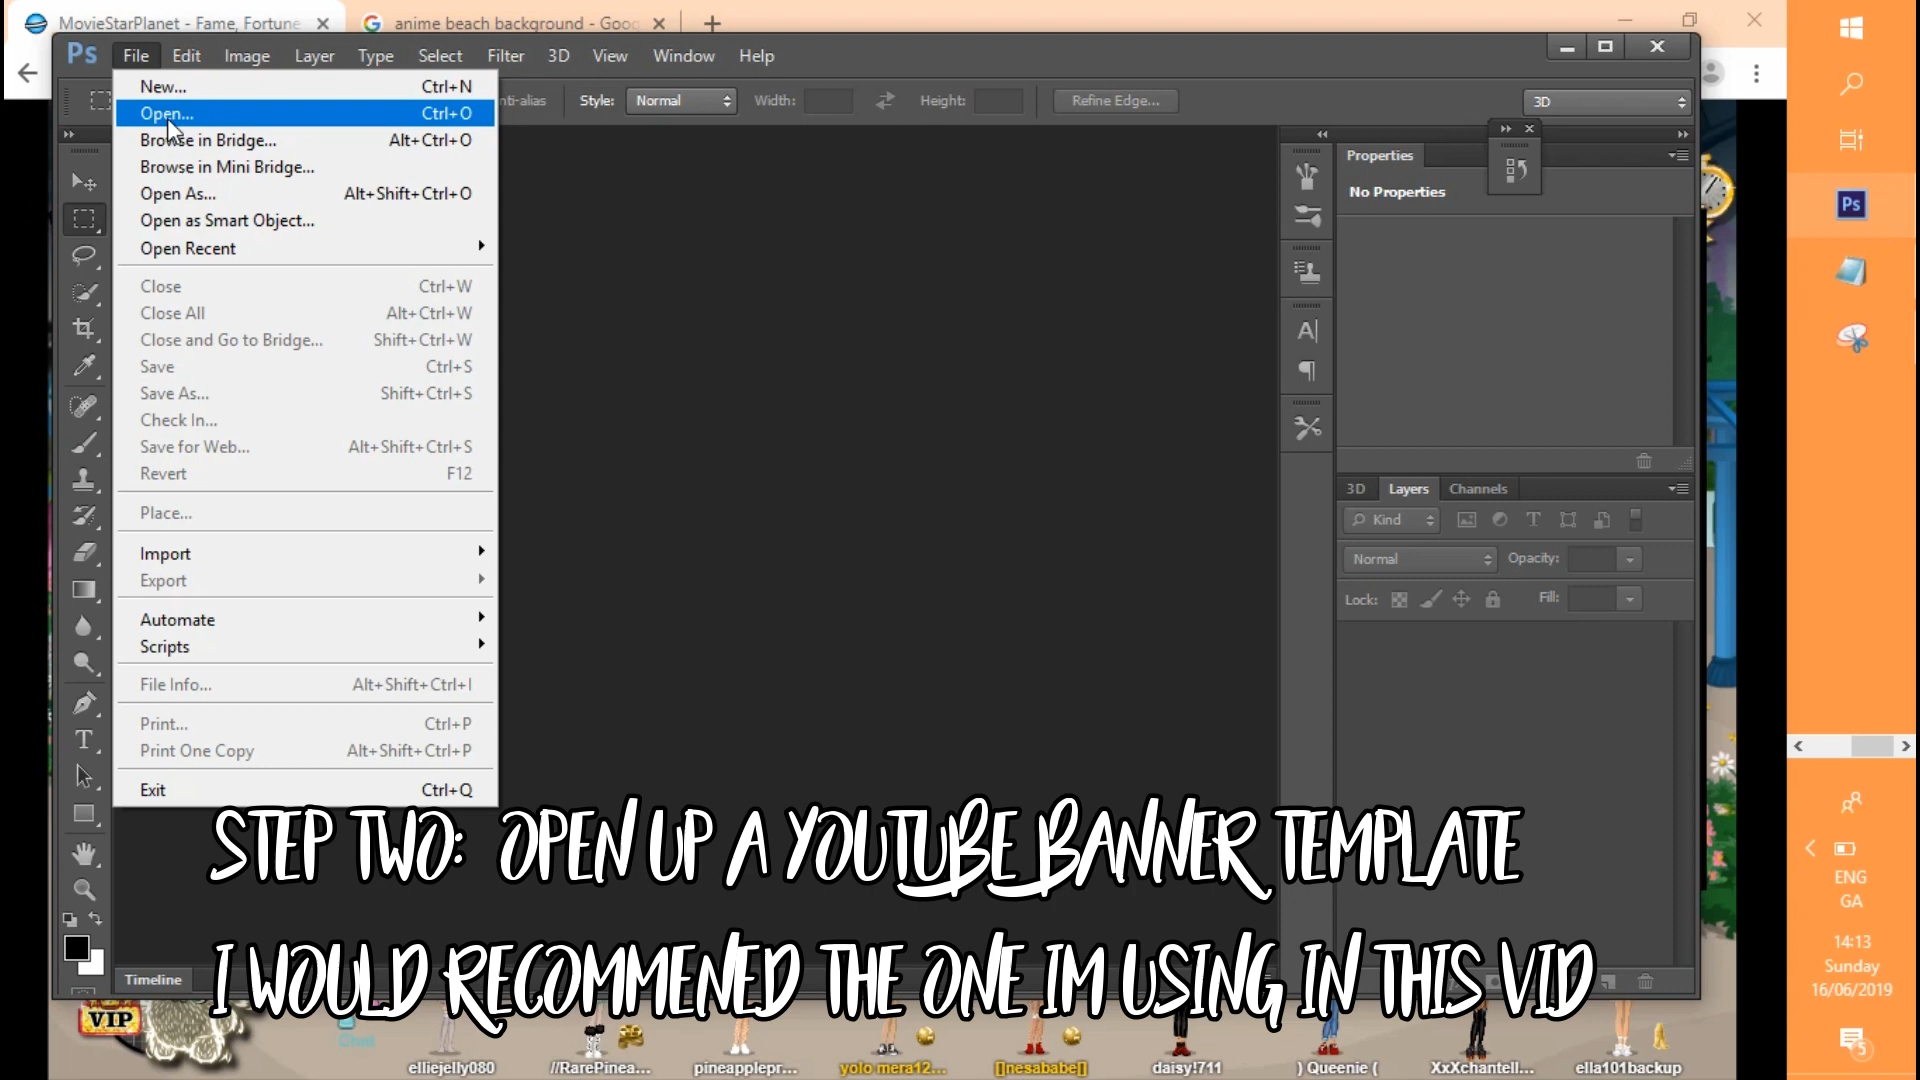 MovieStarPlanet - Fame, Fortune
anime beach background - Goo
Ps File Edit Image Layer Type Select Filter 3D View Window Help
nti-alias Style: Normal Width: Height: Refine Edge... 3D
New... Ctrl+N
Open... Ctrl+O
Browse in Bridge... Alt+Ctrl+O
Browse in Mini Bridge...
Open As... Alt+Shift+Ctrl+O
Open as Smart Object...
Open Recent
Close Ctrl+W
Close All Alt+Ctrl+W
Close and Go to Bridge... Shift+Ctrl+W
Save Ctrl+S
Save As... Shift+Ctrl+S
Check In...
Save for Web... Alt+Shift+Ctrl+S
Revert F12
Place...
Import
Export
Automate
Scripts
File Info... Alt+Shift+Ctrl+I
Print... Ctrl+P
Print One Copy Alt+Shift+Ctrl+P
Exit Ctrl+Q
Properties
No Properties
3D Layers Channels
Kind
Normal Opacity:
Lock: Fill:
Timeline
STEP TWO: OPEN UP A YOUTUBE BANNER TEMPLATE
I WOULD RECOMMENED THE ONE IM USING IN THIS VID
VIP
Chat
elliejelly080 //RarePinea... pineapplepr... yolo mera12... []nesababe[] daisy!711 ) Queenie ( XxXchantell... ella101backup
Ps
ENG
GA
14:13
Sunday
16/06/2019
5